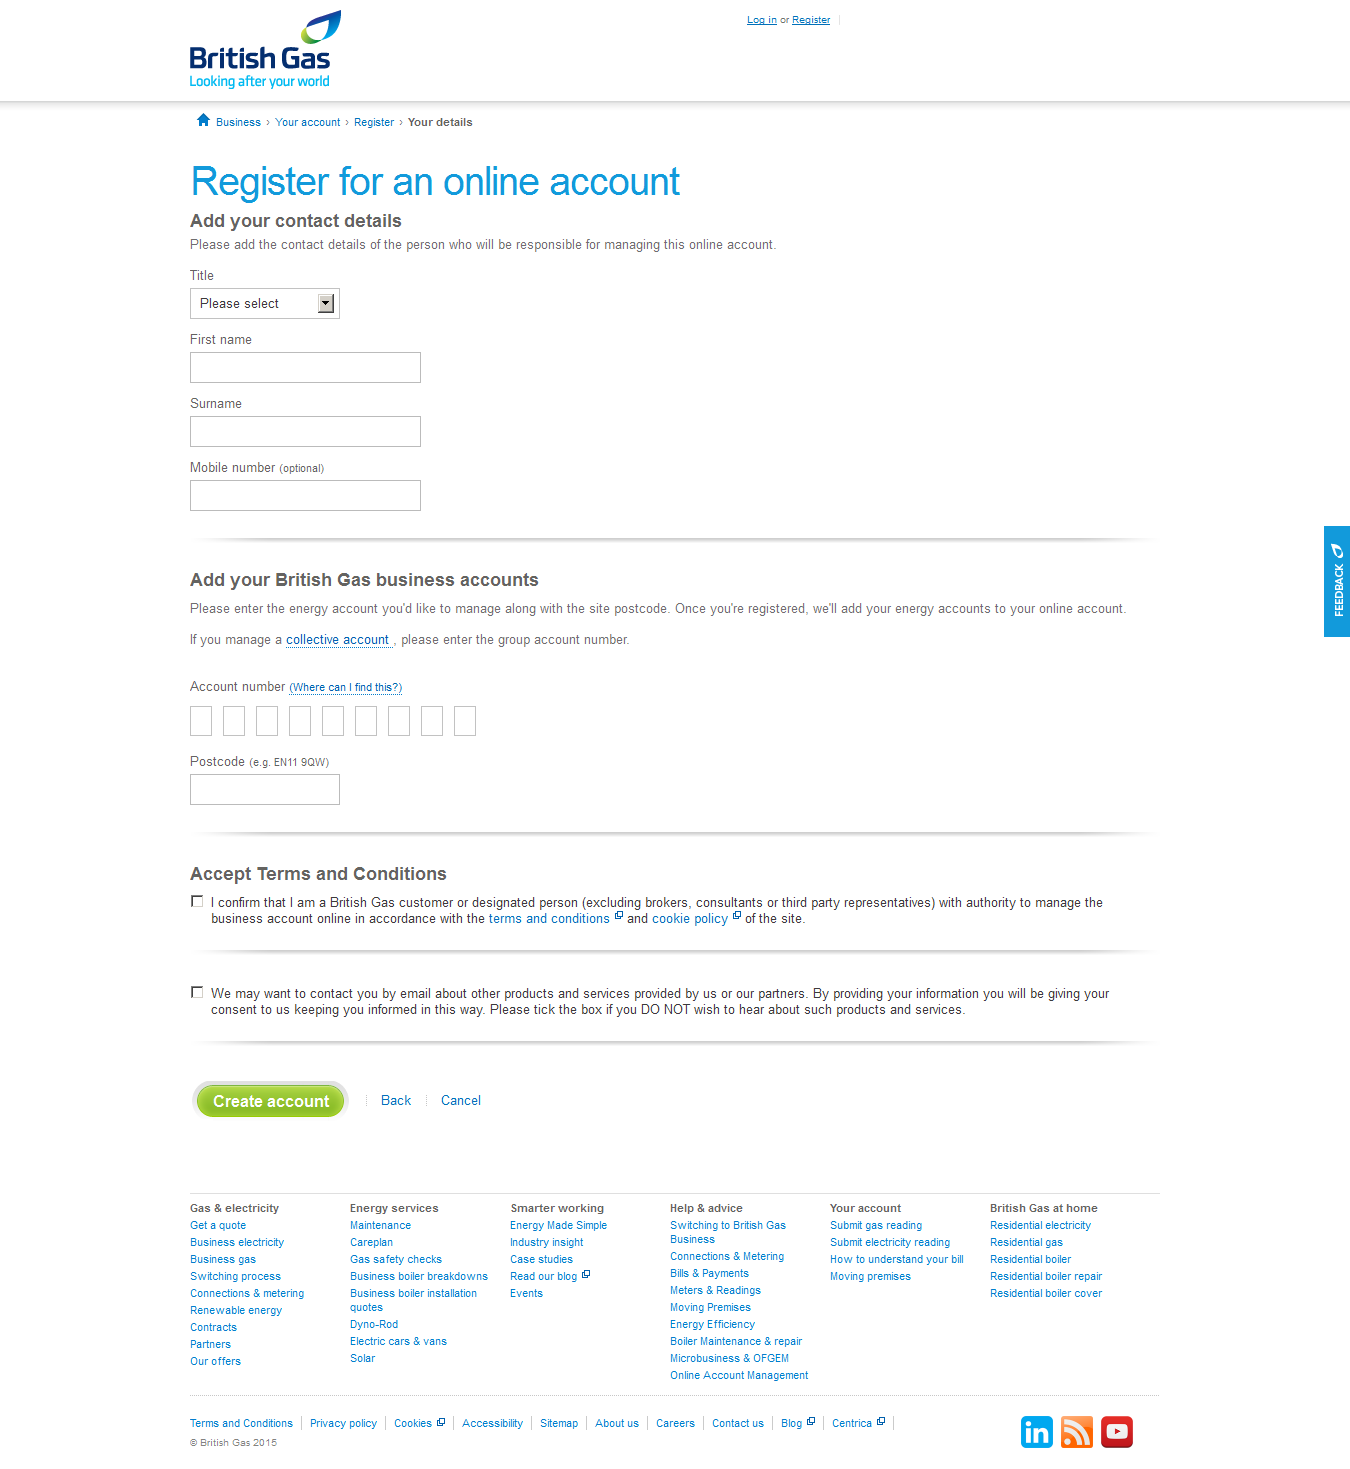 British Gas
Looking after your world
Log in or Register
Business › Your account › Register › Your details
Register for an online account
Add your contact details
Please add the contact details of the person who will be responsible for managing this online account.
Title
Please select
First name
Surname
Mobile number (optional)
FEEDBACK
Add your British Gas business accounts
Please enter the energy account you'd like to manage along with the site postcode. Once you're registered, we'll add your energy accounts to your online account.
If you manage a collective account , please enter the group account number.
Account number (Where can I find this?)
Postcode (e.g. EN11 9QW)
Accept Terms and Conditions
I confirm that I am a British Gas customer or designated person (excluding brokers, consultants or third party representatives) with authority to manage the
business account online in accordance with the terms and conditions and cookie policy of the site.
We may want to contact you by email about other products and services provided by us or our partners. By providing your information you will be giving your
consent to us keeping you informed in this way. Please tick the box if you DO NOT wish to hear about such products and services.
Create account Back Cancel
Gas & electricity
Get a quote
Business electricity
Business gas
Switching process
Connections & metering
Renewable energy
Contracts
Partners
Our offers
Energy services
Maintenance
Careplan
Gas safety checks
Business boiler breakdowns
Business boiler installation
quotes
Dyno-Rod
Electric cars & vans
Solar
Smarter working
Energy Made Simple
Industry insight
Case studies
Read our blog
Events
Help & advice
Switching to British Gas
Business
Connections & Metering
Bills & Payments
Meters & Readings
Moving Premises
Energy Efficiency
Boiler Maintenance & repair
Microbusiness & OFGEM
Online Account Management
Your account
Submit gas reading
Submit electricity reading
How to understand your bill
Moving premises
British Gas at home
Residential electricity
Residential gas
Residential boiler
Residential boiler repair
Residential boiler cover
Terms and Conditions Privacy policy Cookies Accessibility Sitemap About us Careers Contact us Blog Centrica
© British Gas 2015
in